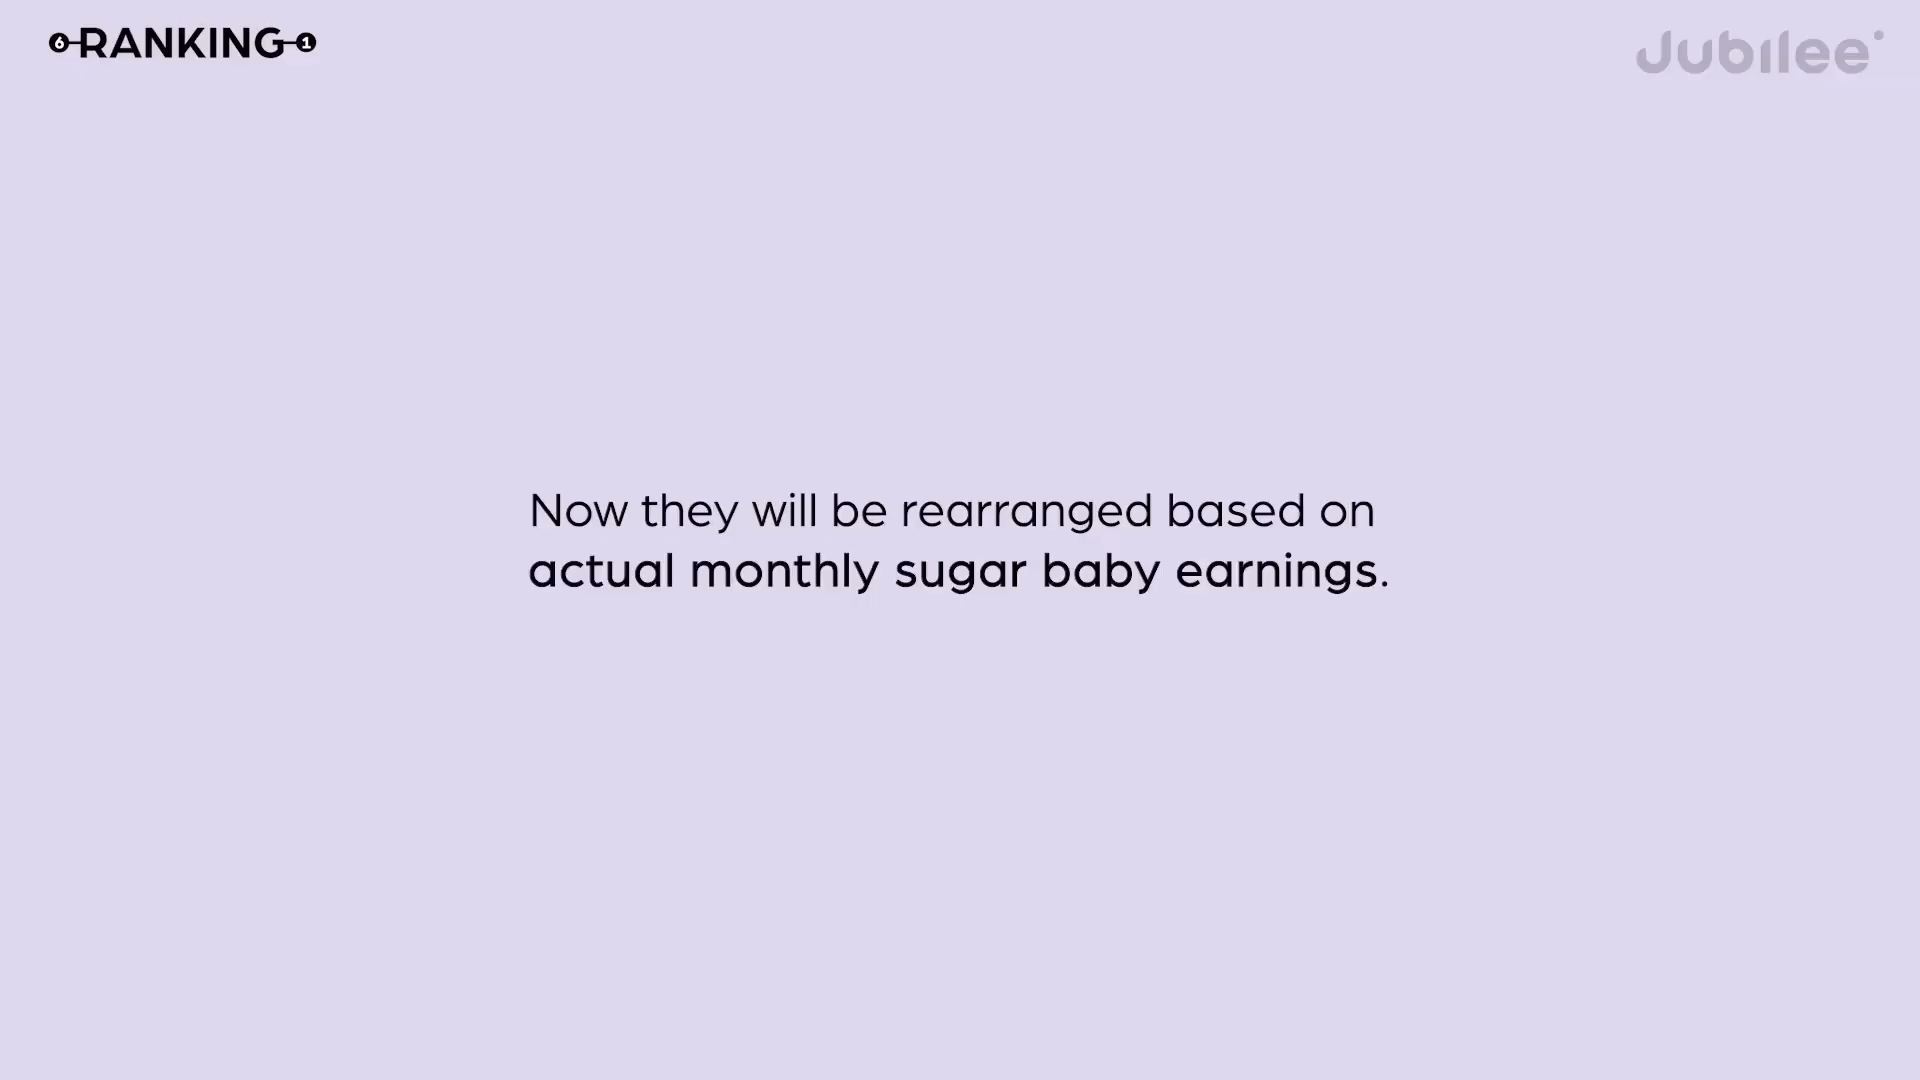 6 RANKING 1
Jubilee
Now they will be rearranged based on
actual monthly sugar baby earnings.